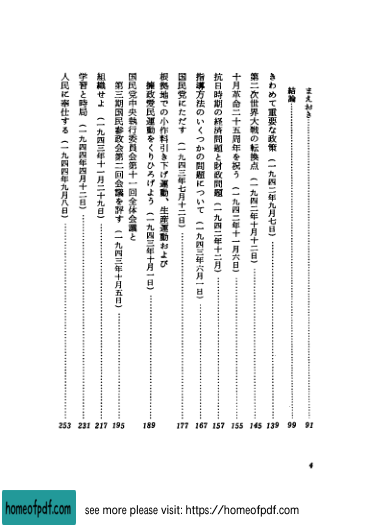 まえおき 91
結論 99
きわめて重要な政策（一九四二年九月七日） 139
第二次世界大戦の転換点（一九四二年十月十二日） 145
十月革命二十五周年を祝う（一九四二年十一月六日） 155
抗日時期の経済問題と財政問題（一九四二年十二月） 157
指導方法のいくつかの問題について（一九四三年六月一日） 167
国民党にただす（一九四三年七月十二日） 177
根拠地での小作料引き下げ運動、生産運動および
擁政愛民運動をくりひろげよう（一九四三年十月一日） 189
国民党中央執行委員会第十一回全体会議と
第三期国民参政会第二回会議を評す（一九四三年十月五日） 195
組織せよ（一九四三年十一月二十九日） 217
学習と時局（一九四四年四月十二日） 231
人民に奉仕する（一九四四年九月八日） 253
4
homeofpdf.com
see more please visit: https://homeofpdf.com